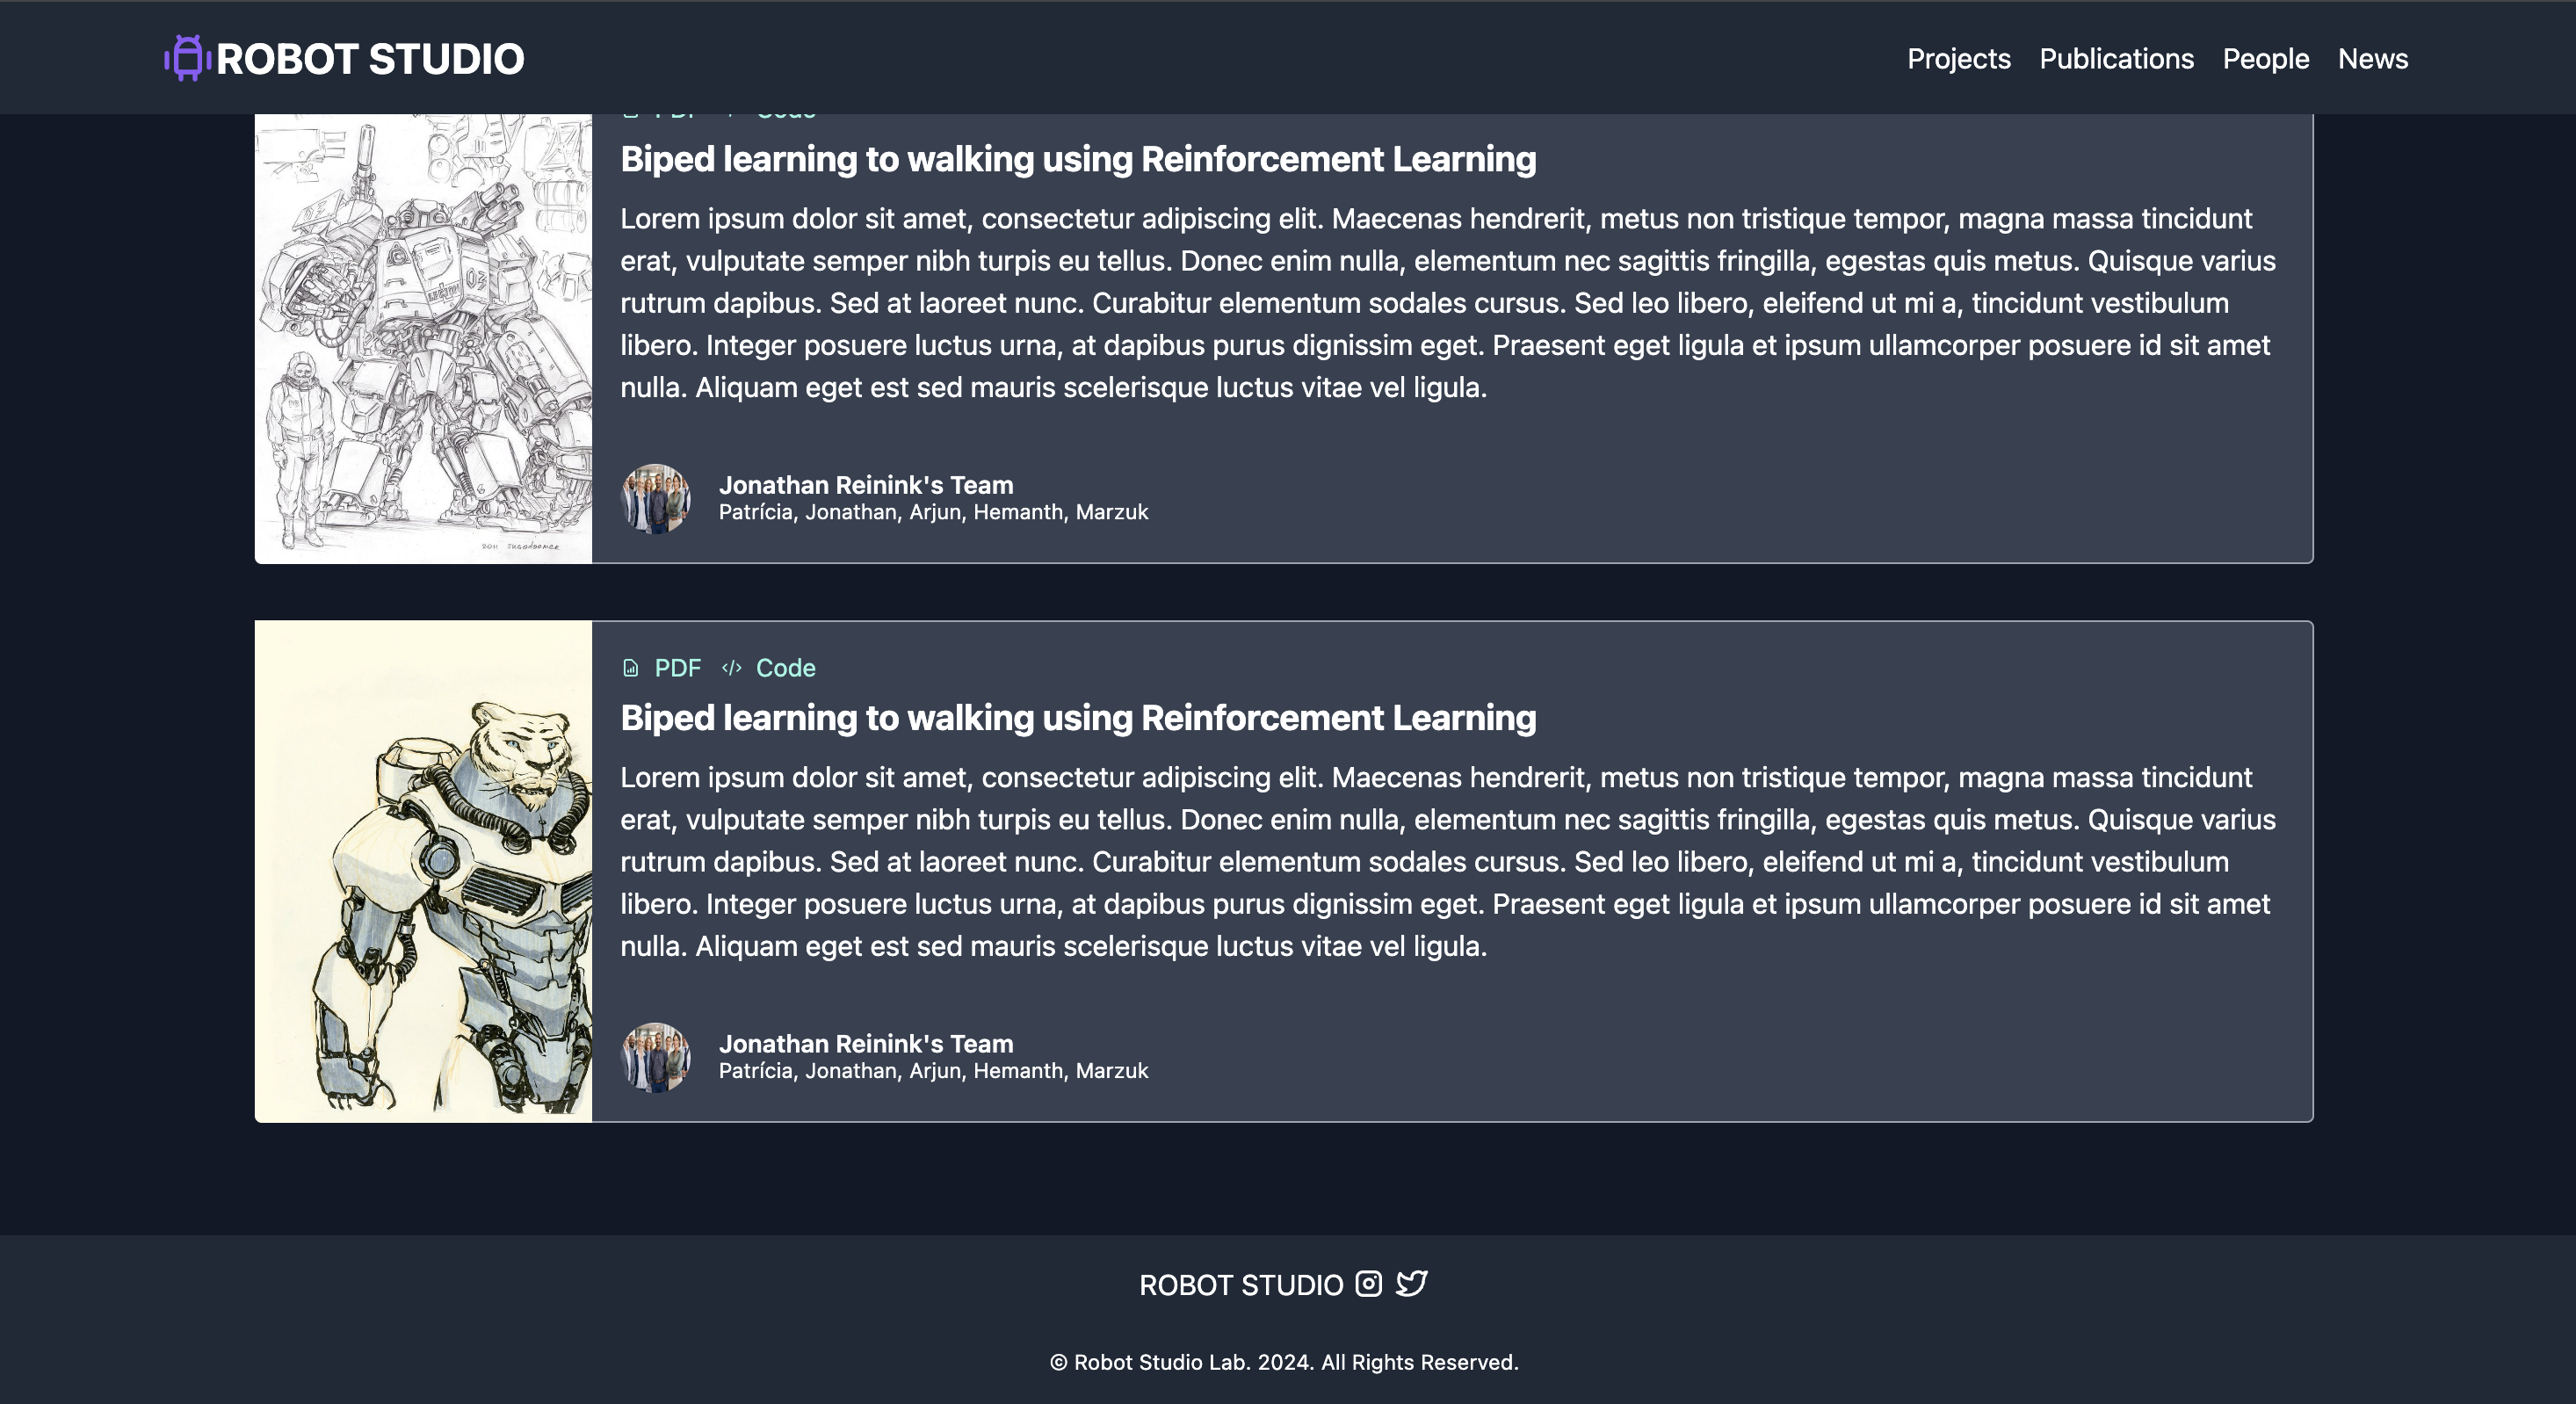 ROBOT STUDIO
Projects Publications People News
PDF Code
Biped learning to walking using Reinforcement Learning
Lorem ipsum dolor sit amet, consectetur adipiscing elit. Maecenas hendrerit, metus non tristique tempor, magna massa tincidunt
erat, vulputate semper nibh turpis eu tellus. Donec enim nulla, elementum nec sagittis fringilla, egestas quis metus. Quisque varius
rutrum dapibus. Sed at laoreet nunc. Curabitur elementum sodales cursus. Sed leo libero, eleifend ut mi a, tincidunt vestibulum
libero. Integer posuere luctus urna, at dapibus purus dignissim eget. Praesent eget ligula et ipsum ullamcorper posuere id sit amet
nulla. Aliquam eget est sed mauris scelerisque luctus vitae vel ligula.
Jonathan Reinink's Team
Patrícia, Jonathan, Arjun, Hemanth, Marzuk
03
PDF </> Code
Biped learning to walking using Reinforcement Learning
Lorem ipsum dolor sit amet, consectetur adipiscing elit. Maecenas hendrerit, metus non tristique tempor, magna massa tincidunt
erat, vulputate semper nibh turpis eu tellus. Donec enim nulla, elementum nec sagittis fringilla, egestas quis metus. Quisque varius
rutrum dapibus. Sed at laoreet nunc. Curabitur elementum sodales cursus. Sed leo libero, eleifend ut mi a, tincidunt vestibulum
libero. Integer posuere luctus urna, at dapibus purus dignissim eget. Praesent eget ligula et ipsum ullamcorper posuere id sit amet
nulla. Aliquam eget est sed mauris scelerisque luctus vitae vel ligula.
Jonathan Reinink's Team
Patrícia, Jonathan, Arjun, Hemanth, Marzuk
ROBOT STUDIO
© Robot Studio Lab. 2024. All Rights Reserved.